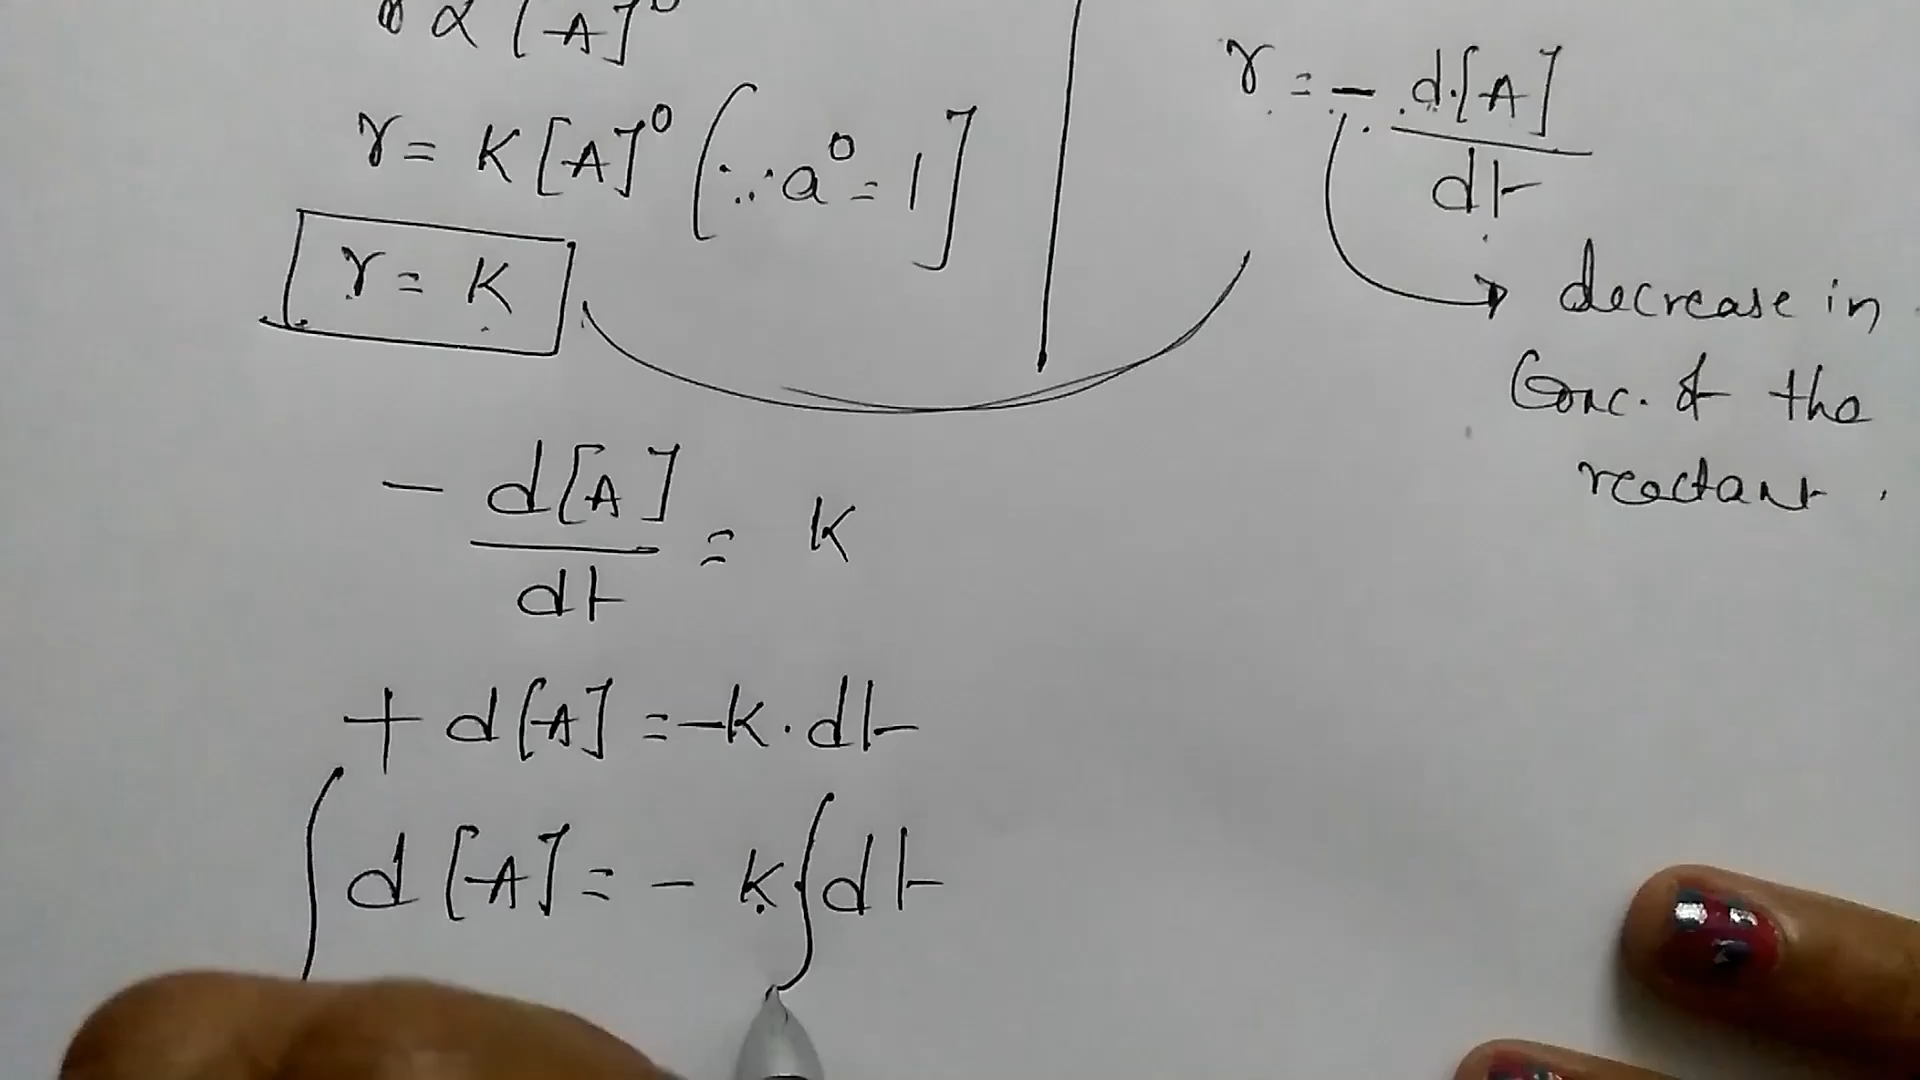 r ∝ [A]⁰
r = K[A]⁰ (∵ a⁰ = 1]
r = K
r = - d[A]/dt
decrease in
Conc. of the
reactant.
- d[A]/dt = K
+ d[A] = -K.dt
∫d[A] = - K∫dt